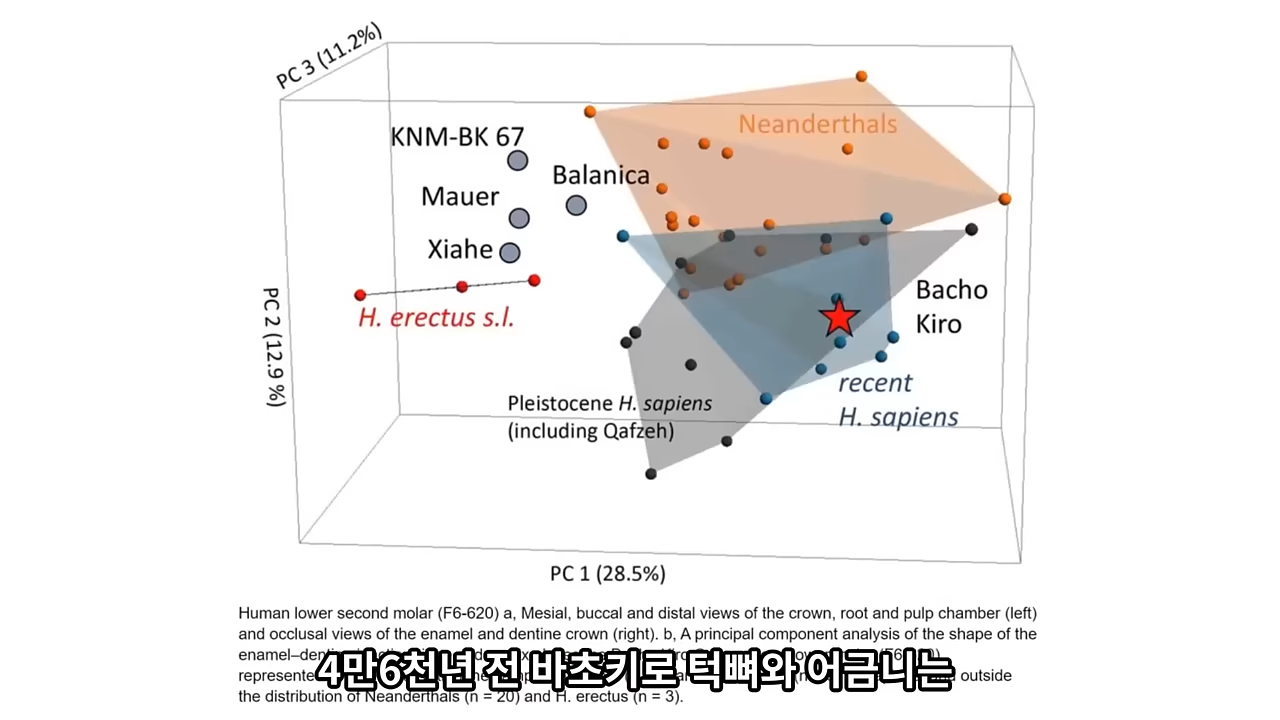 PC 3 (11.2%)
KNM-BK 67
Neanderthals
Balanica
Mauer
Xiahe
H. erectus s.l.
Bacho
Kiro
PC 2 (12.9 %)
recent
H. sapiens
Pleistocene H. sapiens
(including Qafzeh)
PC 1 (28.5%)
Human lower second molar (F6-620) a, Mesial, buccal and distal views of the crown, root and pulp chamber (left)
and occlusal views of the enamel and dentine crown (right). b, A principal component analysis of the shape of the
enamel–
represente
outside
the distribution of Neanderthals (n = 20) and H. erectus (n = 3).
4만6천년 전 바초키로 턱뼈와 어금니는